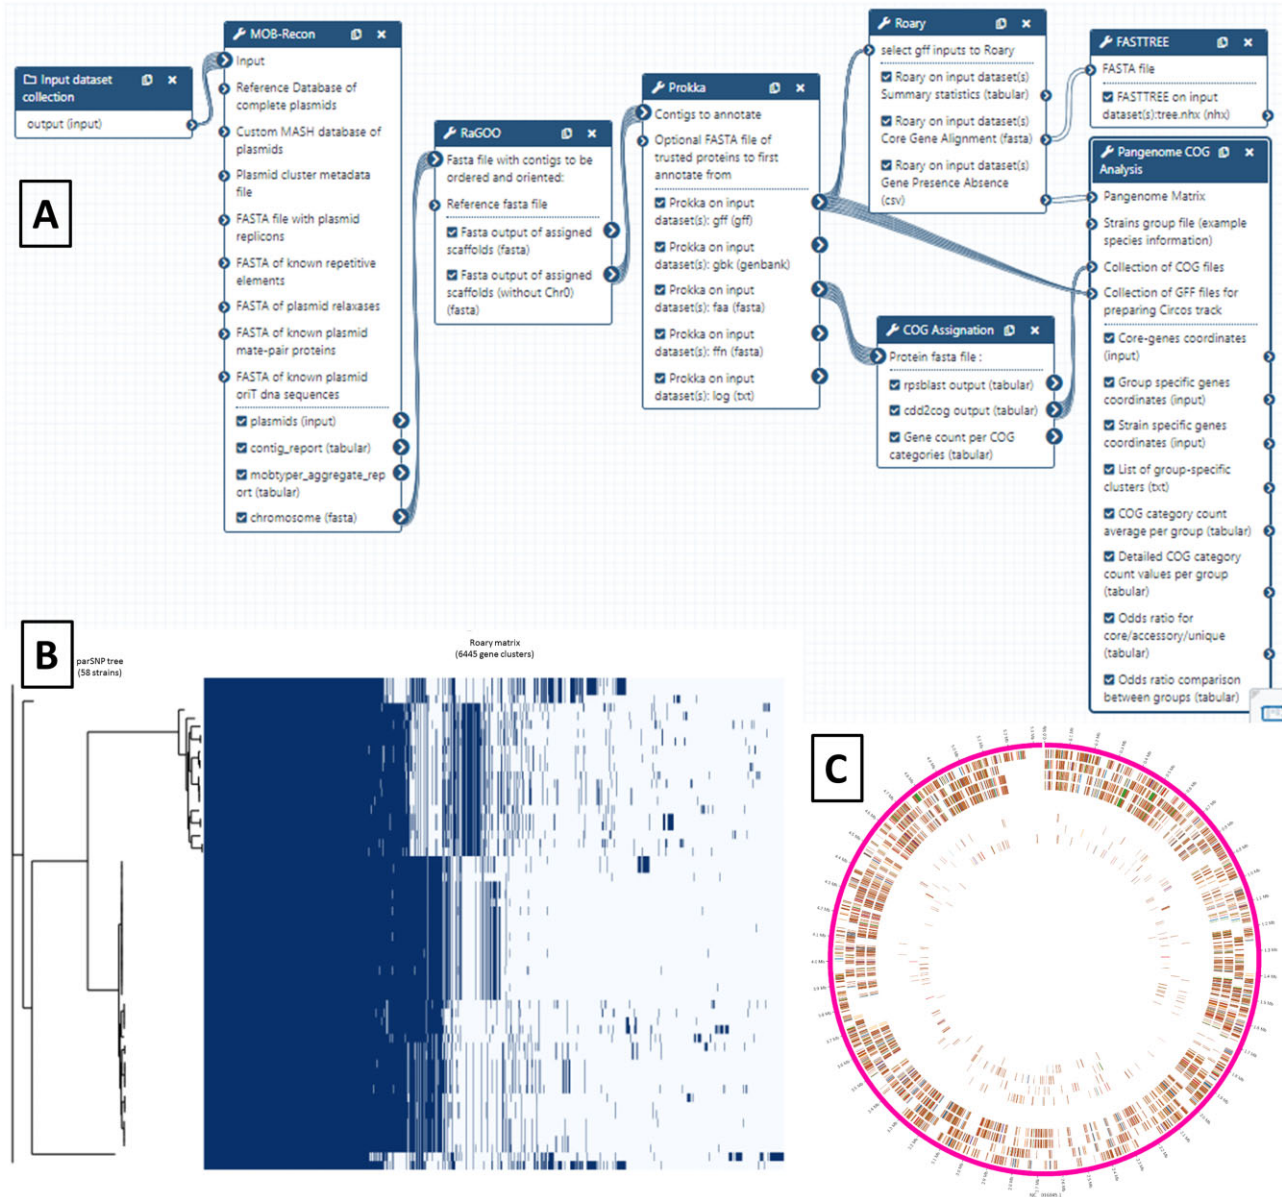 Input dataset
collection
output (input)
MOB-Recon
Input
Reference Database of
complete plasmids
Custom MASH database of
plasmids
Plasmid cluster metadata
file
FASTA file with plasmid
replicons
FASTA of known repetitive
elements
FASTA of plasmid relaxases
FASTA of known plasmid
mate-pair proteins
FASTA of known plasmid
oriT dna sequences
plasmids (input)
contig_report (tabular)
mobtyper_aggregate_rep
ort (tabular)
chromosome (fasta)
RaGOO
Fasta file with contigs to be
ordered and oriented:
Reference fasta file
Fasta output of assigned
scaffolds (fasta)
Fasta output of assigned
scaffolds (without Chr0)
(fasta)
Prokka
Contigs to annotate
Optional FASTA file of
trusted proteins to first
annotate from
Prokka on input
dataset(s): gff (gff)
Prokka on input
dataset(s): gbk (genbank)
Prokka on input
dataset(s): faa (fasta)
Prokka on input
dataset(s): ffn (fasta)
Prokka on input
dataset(s): log (txt)
Roary
select gff inputs to Roary
Roary on input dataset(s)
Summary statistics (tabular)
Roary on input dataset(s)
Core Gene Alignment (fasta)
Roary on input dataset(s)
Gene Presence Absence
(csv)
COG Assignation
Protein fasta file :
rpsblast output (tabular)
cdd2cog output (tabular)
Gene count per COG
categories (tabular)
FASTTREE
FASTA file
FASTTREE on input
dataset(s):tree.nhx (nhx)
Pangenome COG
Analysis
Pangenome Matrix
Strains group file (example
species information)
Collection of COG files
Collection of GFF files for
preparing Circos track
Core-genes coordinates
(input)
Group specific genes
coordinates (input)
Strain specific genes
coordinates (input)
List of group-specific
clusters (txt)
COG category count
average per group (tabular)
Detailed COG category
count values per group
(tabular)
Odds ratio for
core/accessory/unique
(tabular)
Odds ratio comparison
between groups (tabular)
A
B
parSNP tree
(58 strains)
Roary matrix
(6445 gene clusters)
C